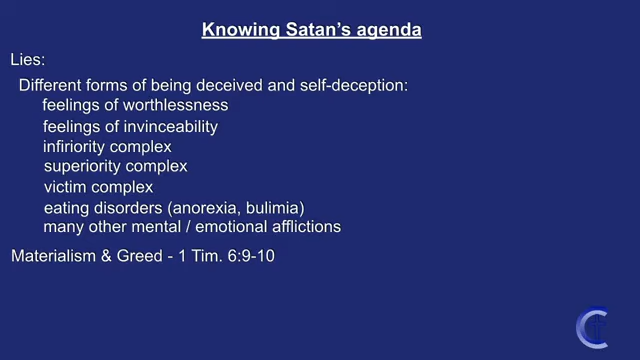 Knowing Satan's agenda
Lies:
Different forms of being deceived and self-deception:
feelings of worthlessness
feelings of invinceability
infiriority complex
superiority complex
victim complex
eating disorders (anorexia, bulimia)
many other mental / emotional afflictions
Materialism & Greed - 1 Tim. 6:9-10